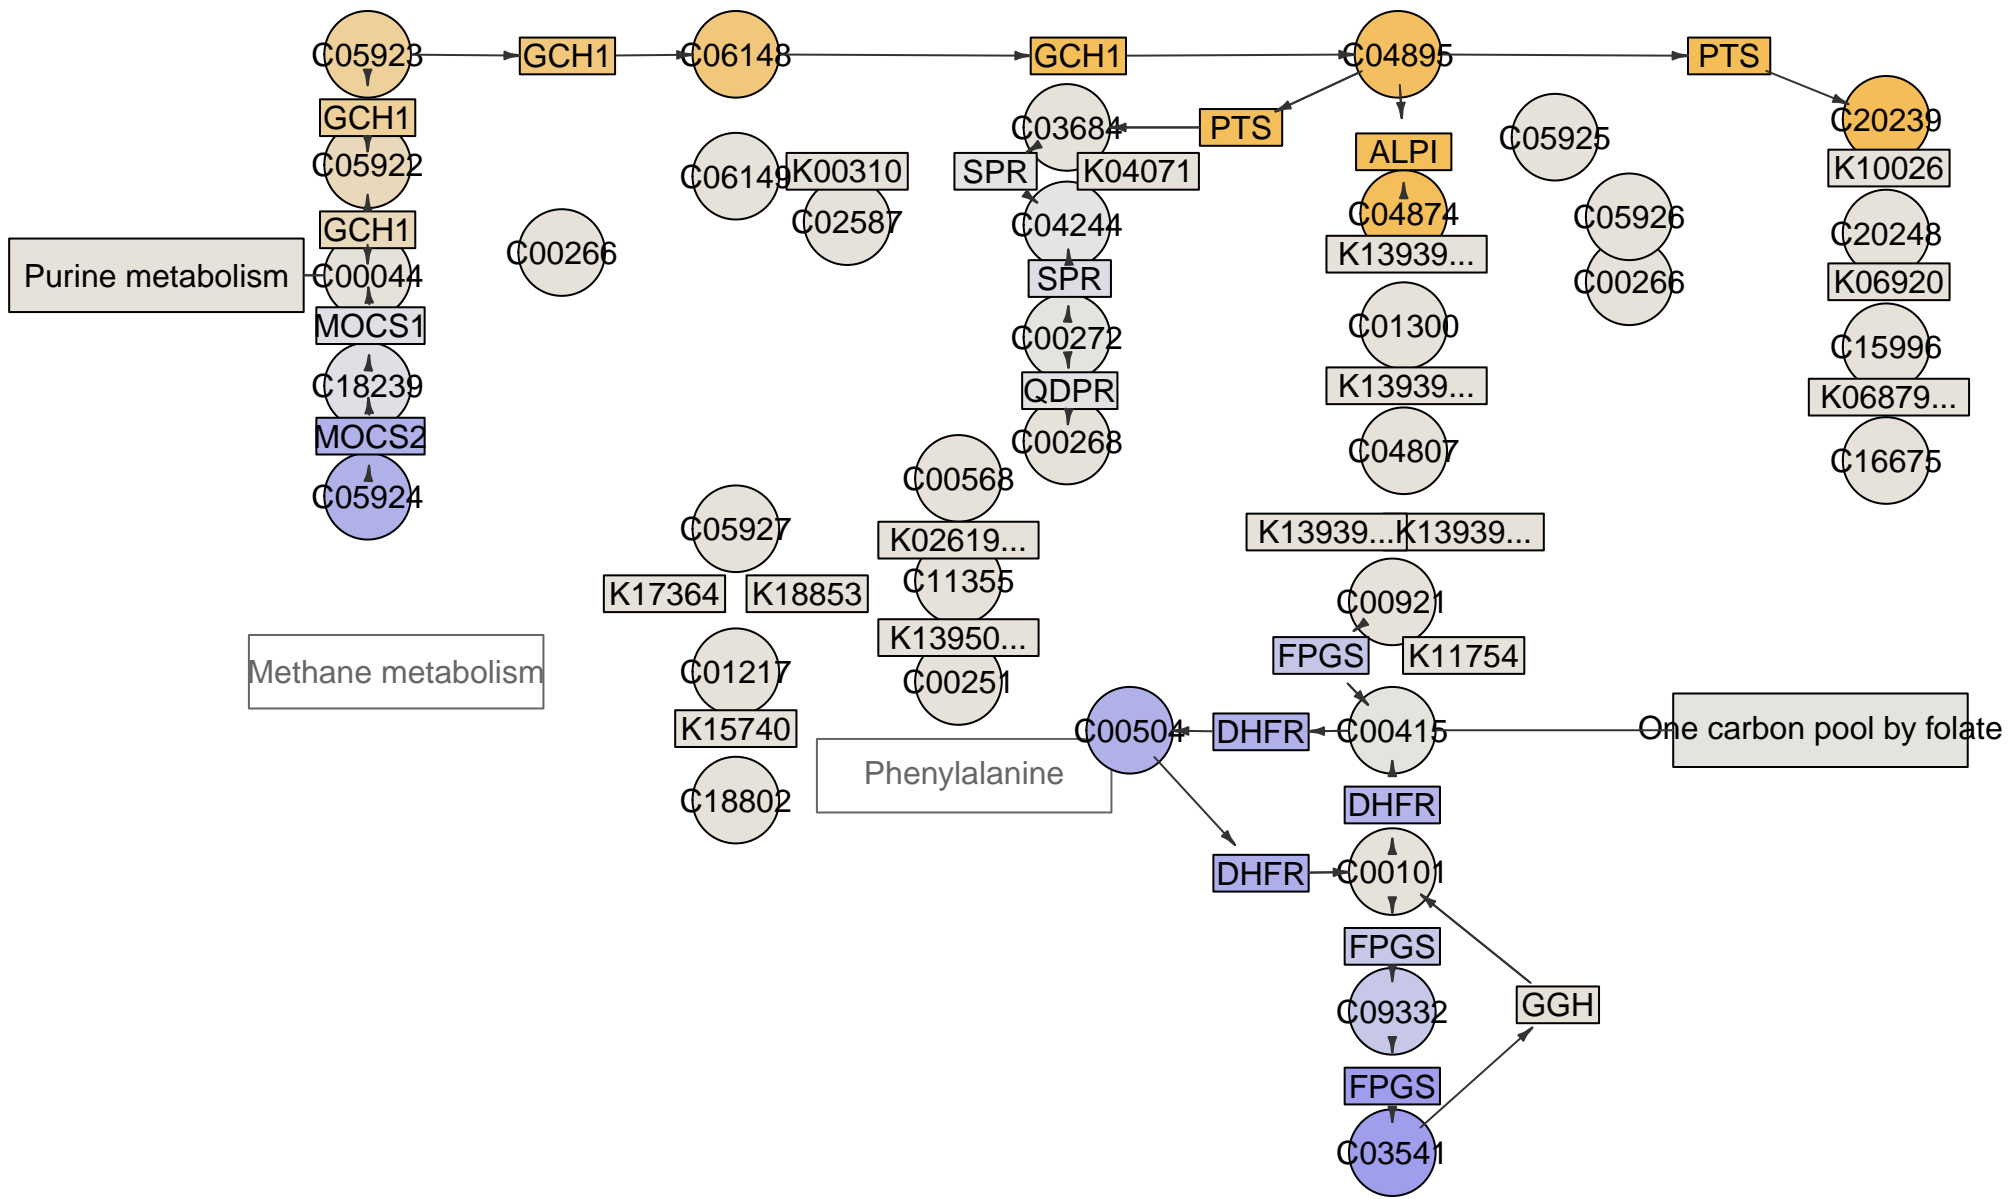 C05923
GCH1
C06148
GCH1
C04895
PTS
GCH1
C03684
PTS
C20239
C05925
ALPI
C05922
SPR
K04071
K10026
C06149
K00310
C02587
C04244
C04874
C05926
GCH1
C20248
C00266
K13939...
Purine metabolism
C00044
SPR
C00266
K06920
MOCS1
C00272
C01300
C15996
C18239
QDPR
K13939...
K06879...
MOCS2
C00268
C04807
C16675
C05924
C00568
C05927
K02619...
K13939...
K13939...
K17364
K18853
C11355
C00921
K13950...
FPGS
K11754
Methane metabolism
C01217
C00251
K15740
C00504
DHFR
C00415
One carbon pool by folate
Phenylalanine
C18802
DHFR
DHFR
C00101
FPGS
C09332
GGH
FPGS
C03541